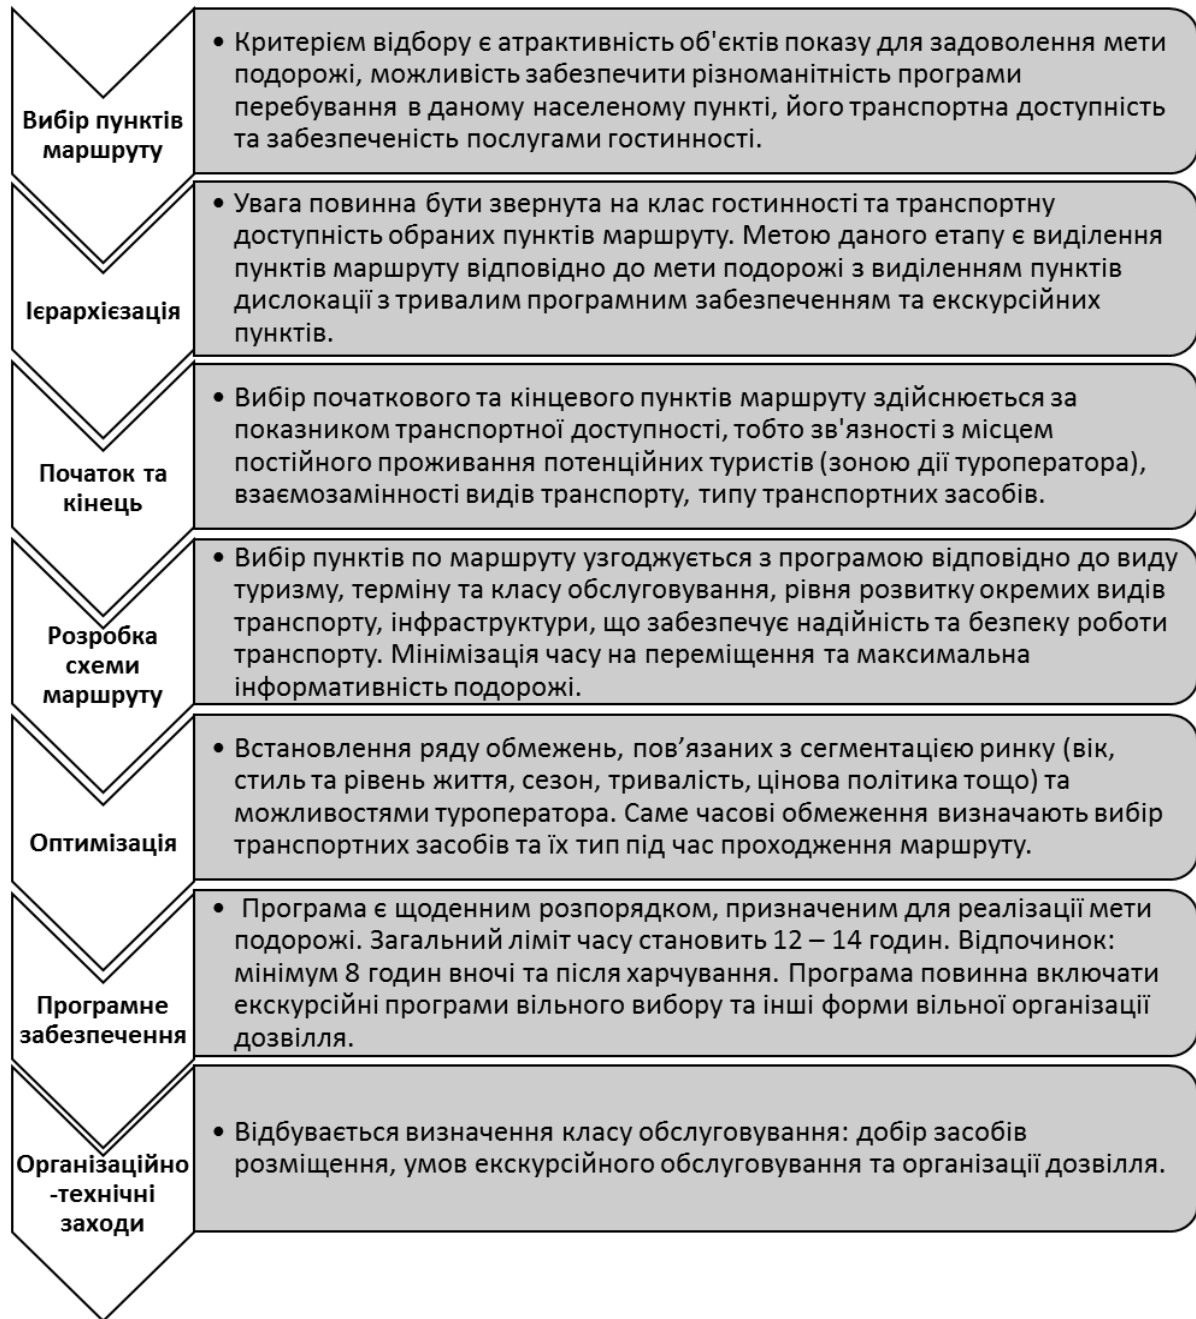 Вибір пунктів
маршруту
• Критерієм відбору є атрактивність об'єктів показу для задоволення мети
подорожі, можливість забезпечити різноманітність програми
перебування в даному населеному пункті, його транспортна доступність
та забезпеченість послугами гостинності.
Ієрархієзація
• Увага повинна бути звернута на клас гостинності та транспортну
доступність обраних пунктів маршруту. Метою даного етапу є виділення
пунктів маршруту відповідно до мети подорожі з виділенням пунктів
дислокації з тривалим програмним забезпеченням та екскурсійних
пунктів.
Початок та
кінець
• Вибір початкового та кінцевого пунктів маршруту здійснюється за
показником транспортної доступності, тобто зв'язності з місцем
постійного проживання потенційних туристів (зоною дії туроператора),
взаємозамінності видів транспорту, типу транспортних засобів.
Розробка
схеми
маршруту
• Вибір пунктів по маршруту узгоджується з програмою відповідно до виду
туризму, терміну та класу обслуговування, рівня розвитку окремих видів
транспорту, інфраструктури, що забезпечує надійність та безпеку роботи
транспорту. Мінімізація часу на переміщення та максимальна
інформативність подорожі.
Оптимізація
• Встановлення ряду обмежень, пов’язаних з сегментацією ринку (вік,
стиль та рівень життя, сезон, тривалість, цінова політика тощо) та
можливостями туроператора. Саме часові обмеження визначають вибір
транспортних засобів та їх тип під час проходження маршруту.
Програмне
забезпечення
• Програма є щоденним розпорядком, призначеним для реалізації мети
подорожі. Загальний ліміт часу становить 12 – 14 годин. Відпочинок:
мінімум 8 годин вночі та після харчування. Програма повинна включати
екскурсійні програми вільного вибору та інші форми вільної організації
дозвілля.
Організаційно
-технічні
заходи
• Відбувається визначення класу обслуговування: добір засобів
розміщення, умов екскурсійного обслуговування та організації дозвілля.